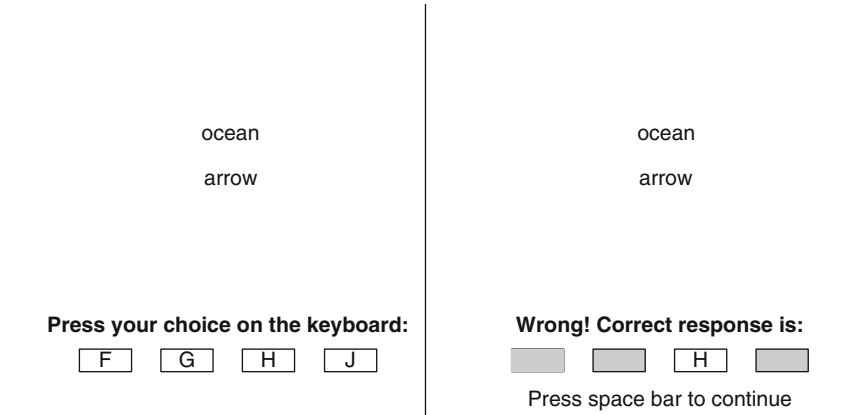 ocean
arrow
Press your choice on the keyboard:
F G H J
ocean
arrow
Wrong! Correct response is:
H
Press space bar to continue